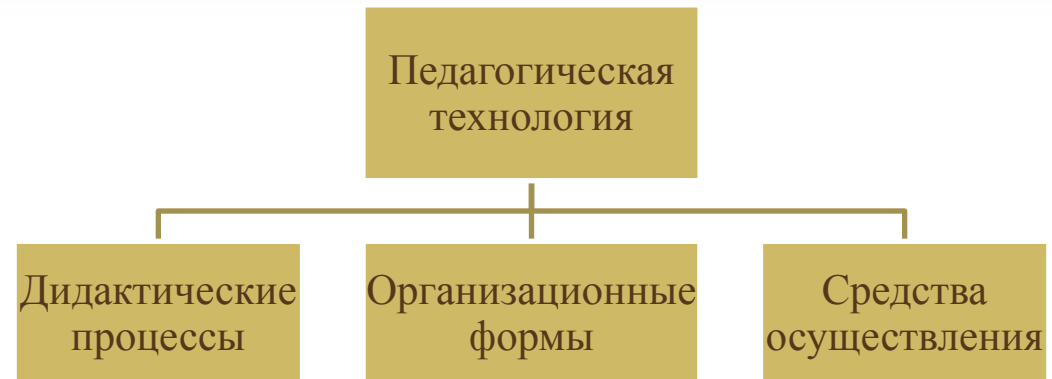 Педагогическая
технология
Дидактические
процессы
Организационные
формы
Средства
осуществления